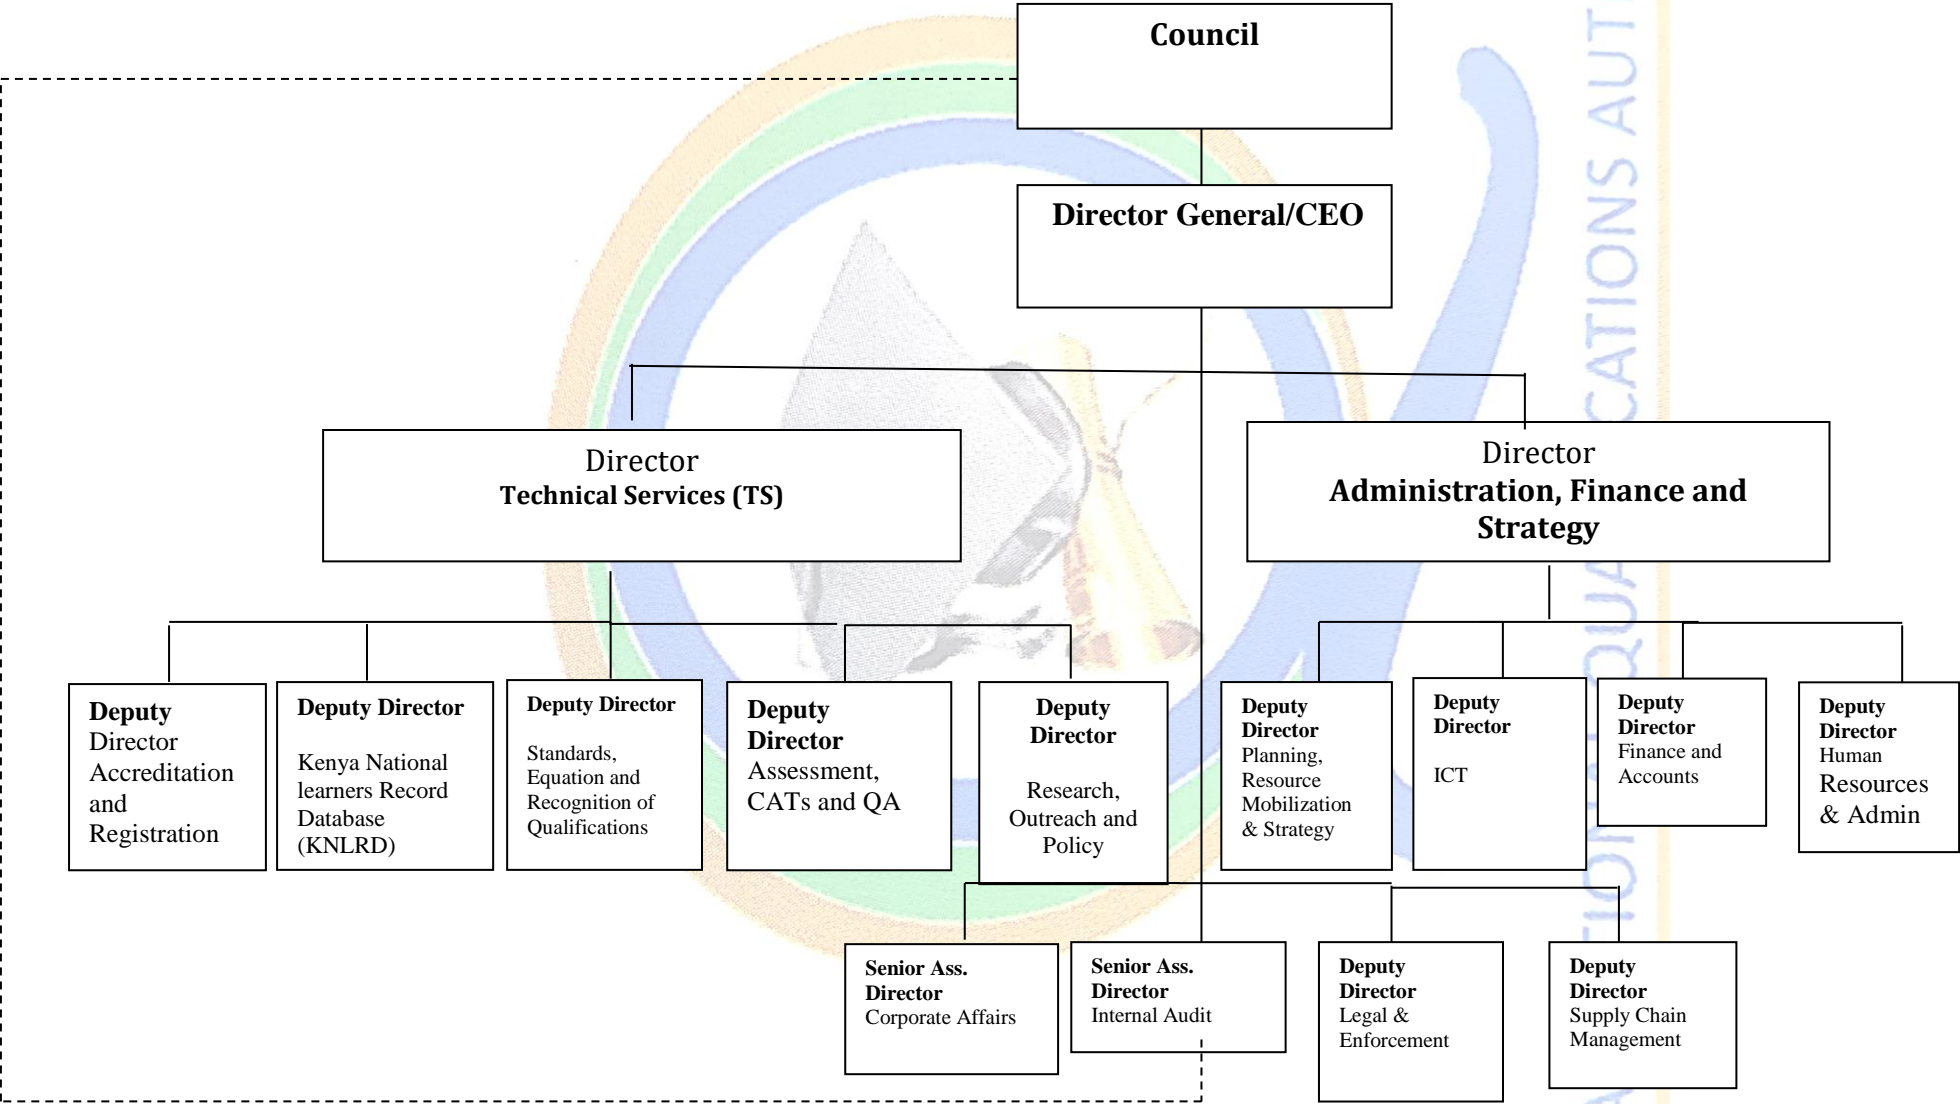 Council
Director General/CEO
Director
Technical Services (TS)
Director
Administration, Finance and
Strategy
Deputy
Director
Accreditation
and
Registration
Deputy Director
Kenya National
learners Record
Database
(KNLRD)
Deputy Director
Standards,
Equation and
Recognition of
Qualifications
Deputy
Director
Assessment,
CATs and QA
Deputy
Director
Research,
Outreach and
Policy
Deputy
Director
Planning,
Resource
Mobilization
& Strategy
Deputy
Director
ICT
Deputy
Director
Finance and
Accounts
Deputy
Director
Human
Resources
& Admin
Senior Ass.
Director
Corporate Affairs
Senior Ass.
Director
Internal Audit
Deputy
Director
Legal &
Enforcement
Deputy
Director
Supply Chain
Management